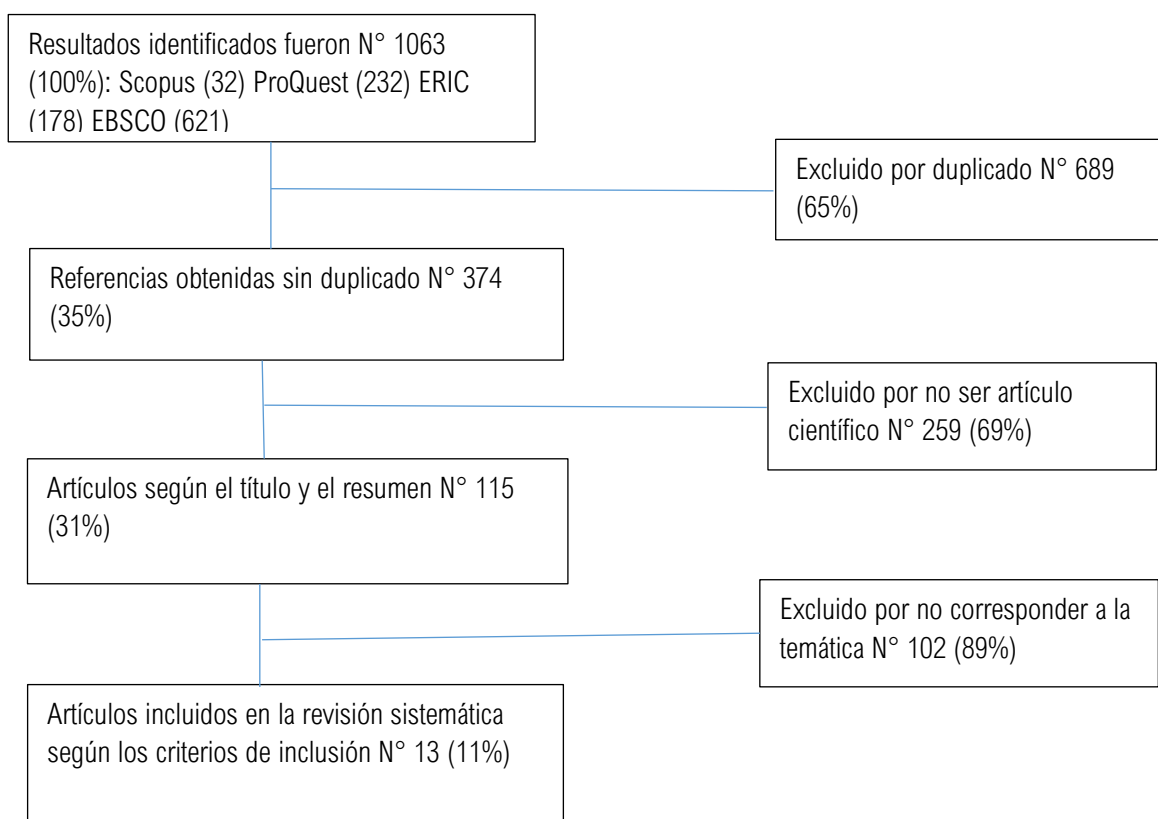 Resultados identificados fueron N° 1063
(100%): Scopus (32) ProQuest (232) ERIC
(178) EBSCO (621)
Excluido por duplicado N° 689
(65%)
Referencias obtenidas sin duplicado N° 374
(35%)
Excluido por no ser artículo
científico N° 259 (69%)
Artículos según el título y el resumen N° 115
(31%)
Excluido por no corresponder a la
temática N° 102 (89%)
Artículos incluidos en la revisión sistemática
según los criterios de inclusión N° 13 (11%)